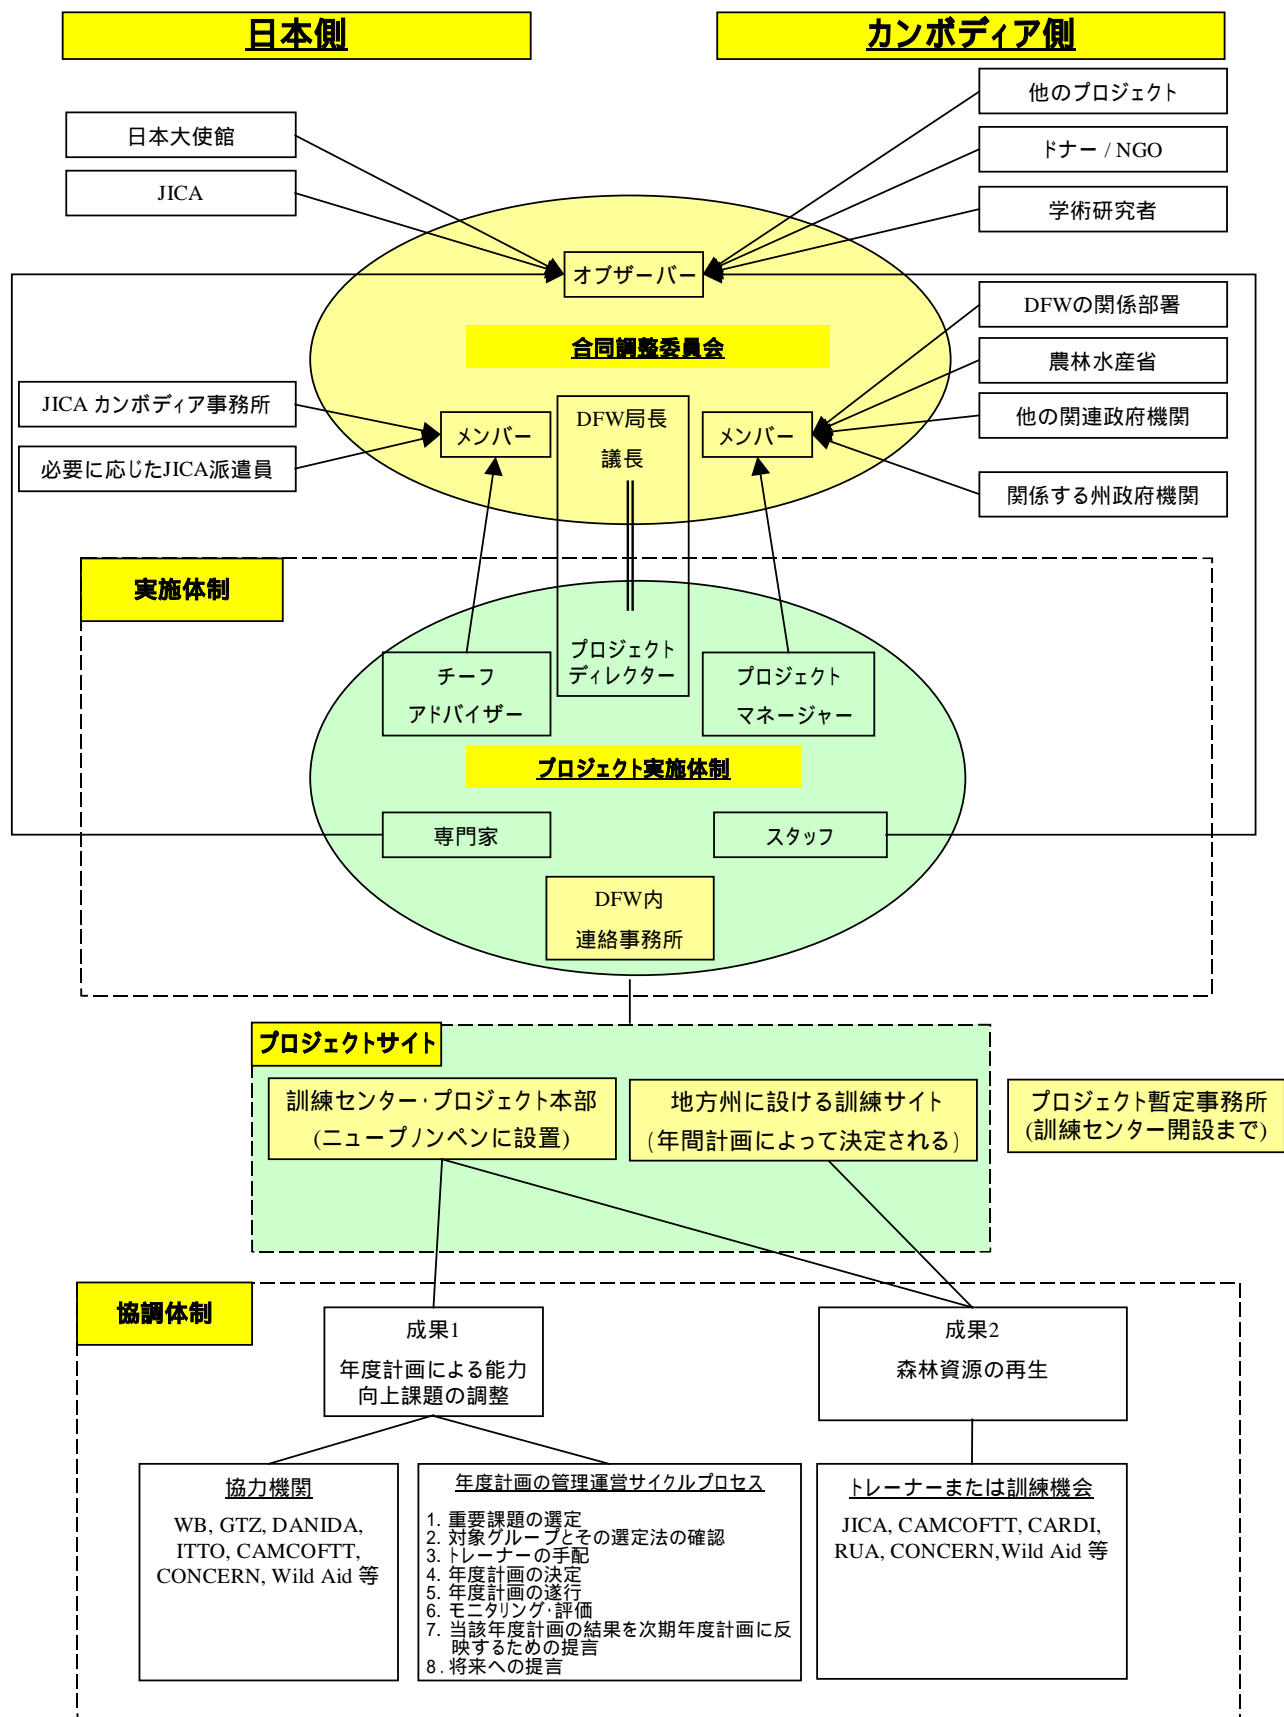 日本側
カンボディア側
日本大使館
JICA
他のプロジェクト
ドナー / NGO
学術研究者
オブザーバー
合同調整委員会
DFWの関係部署
農林水産省
他の関連政府機関
関係する州政府機関
JICA カンボディア事務所
必要に応じたJICA派遣員
メンバー
DFW局長
議長
メンバー
実施体制
チーフ
アドバイザー
プロジェクト
ディレクター
プロジェクト
マネージャー
プロジェクト実施体制
専門家
スタッフ
DFW内
連絡事務所
プロジェクトサイト
訓練センター・プロジェクト本部
(ニュープノンペンに設置)
地方州に設ける訓練サイト
(年間計画によって決定される)
プロジェクト暫定事務所
(訓練センター開設まで)
協調体制
成果1
年度計画による能力
向上課題の調整
成果2
森林資源の再生
協力機関
WB, GTZ, DANIDA,
ITTO, CAMCOFTT,
CONCERN, Wild Aid 等
年度計画の管理運営サイクルプロセス
1. 重要課題の選定
2. 対象グループとその選定法の確認
3. トレーナーの手配
4. 年度計画の決定
5. 年度計画の遂行
6. モニタリング・評価
7. 当該年度計画の結果を次期年度計画に反
映するための提言
8. 将来への提言
トレーナーまたは訓練機会
JICA, CAMCOFTT, CARDI,
RUA, CONCERN,Wild Aid 等